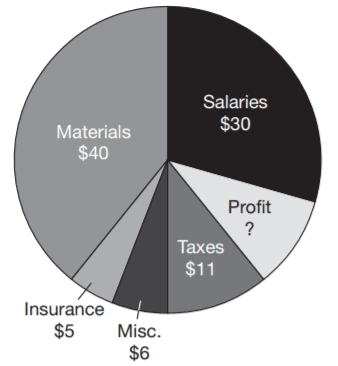 Salaries
$30
Materials
$40
Profit
?
Taxes
$11
Insurance
$5
Misc.
$6